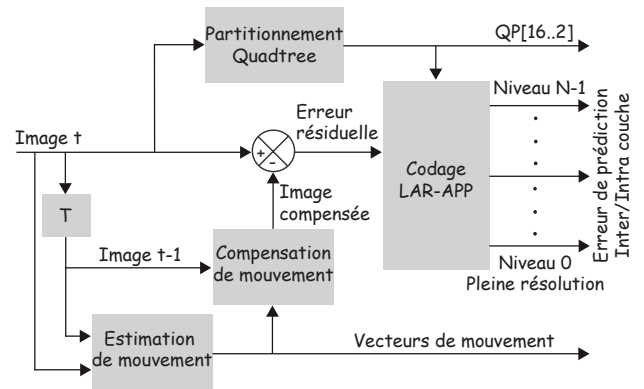 Partitionnement
Quadtree
QP[16..2]
Niveau N-1
Image t
Erreur
résiduelle
+
-
Codage
LAR-APP
Erreur de prédiction
Inter/Intra couche
T
Image
compensée
Image t-1
Compensation
de mouvement
Niveau 0
Pleine résolution
Estimation
de mouvement
Vecteurs de mouvement